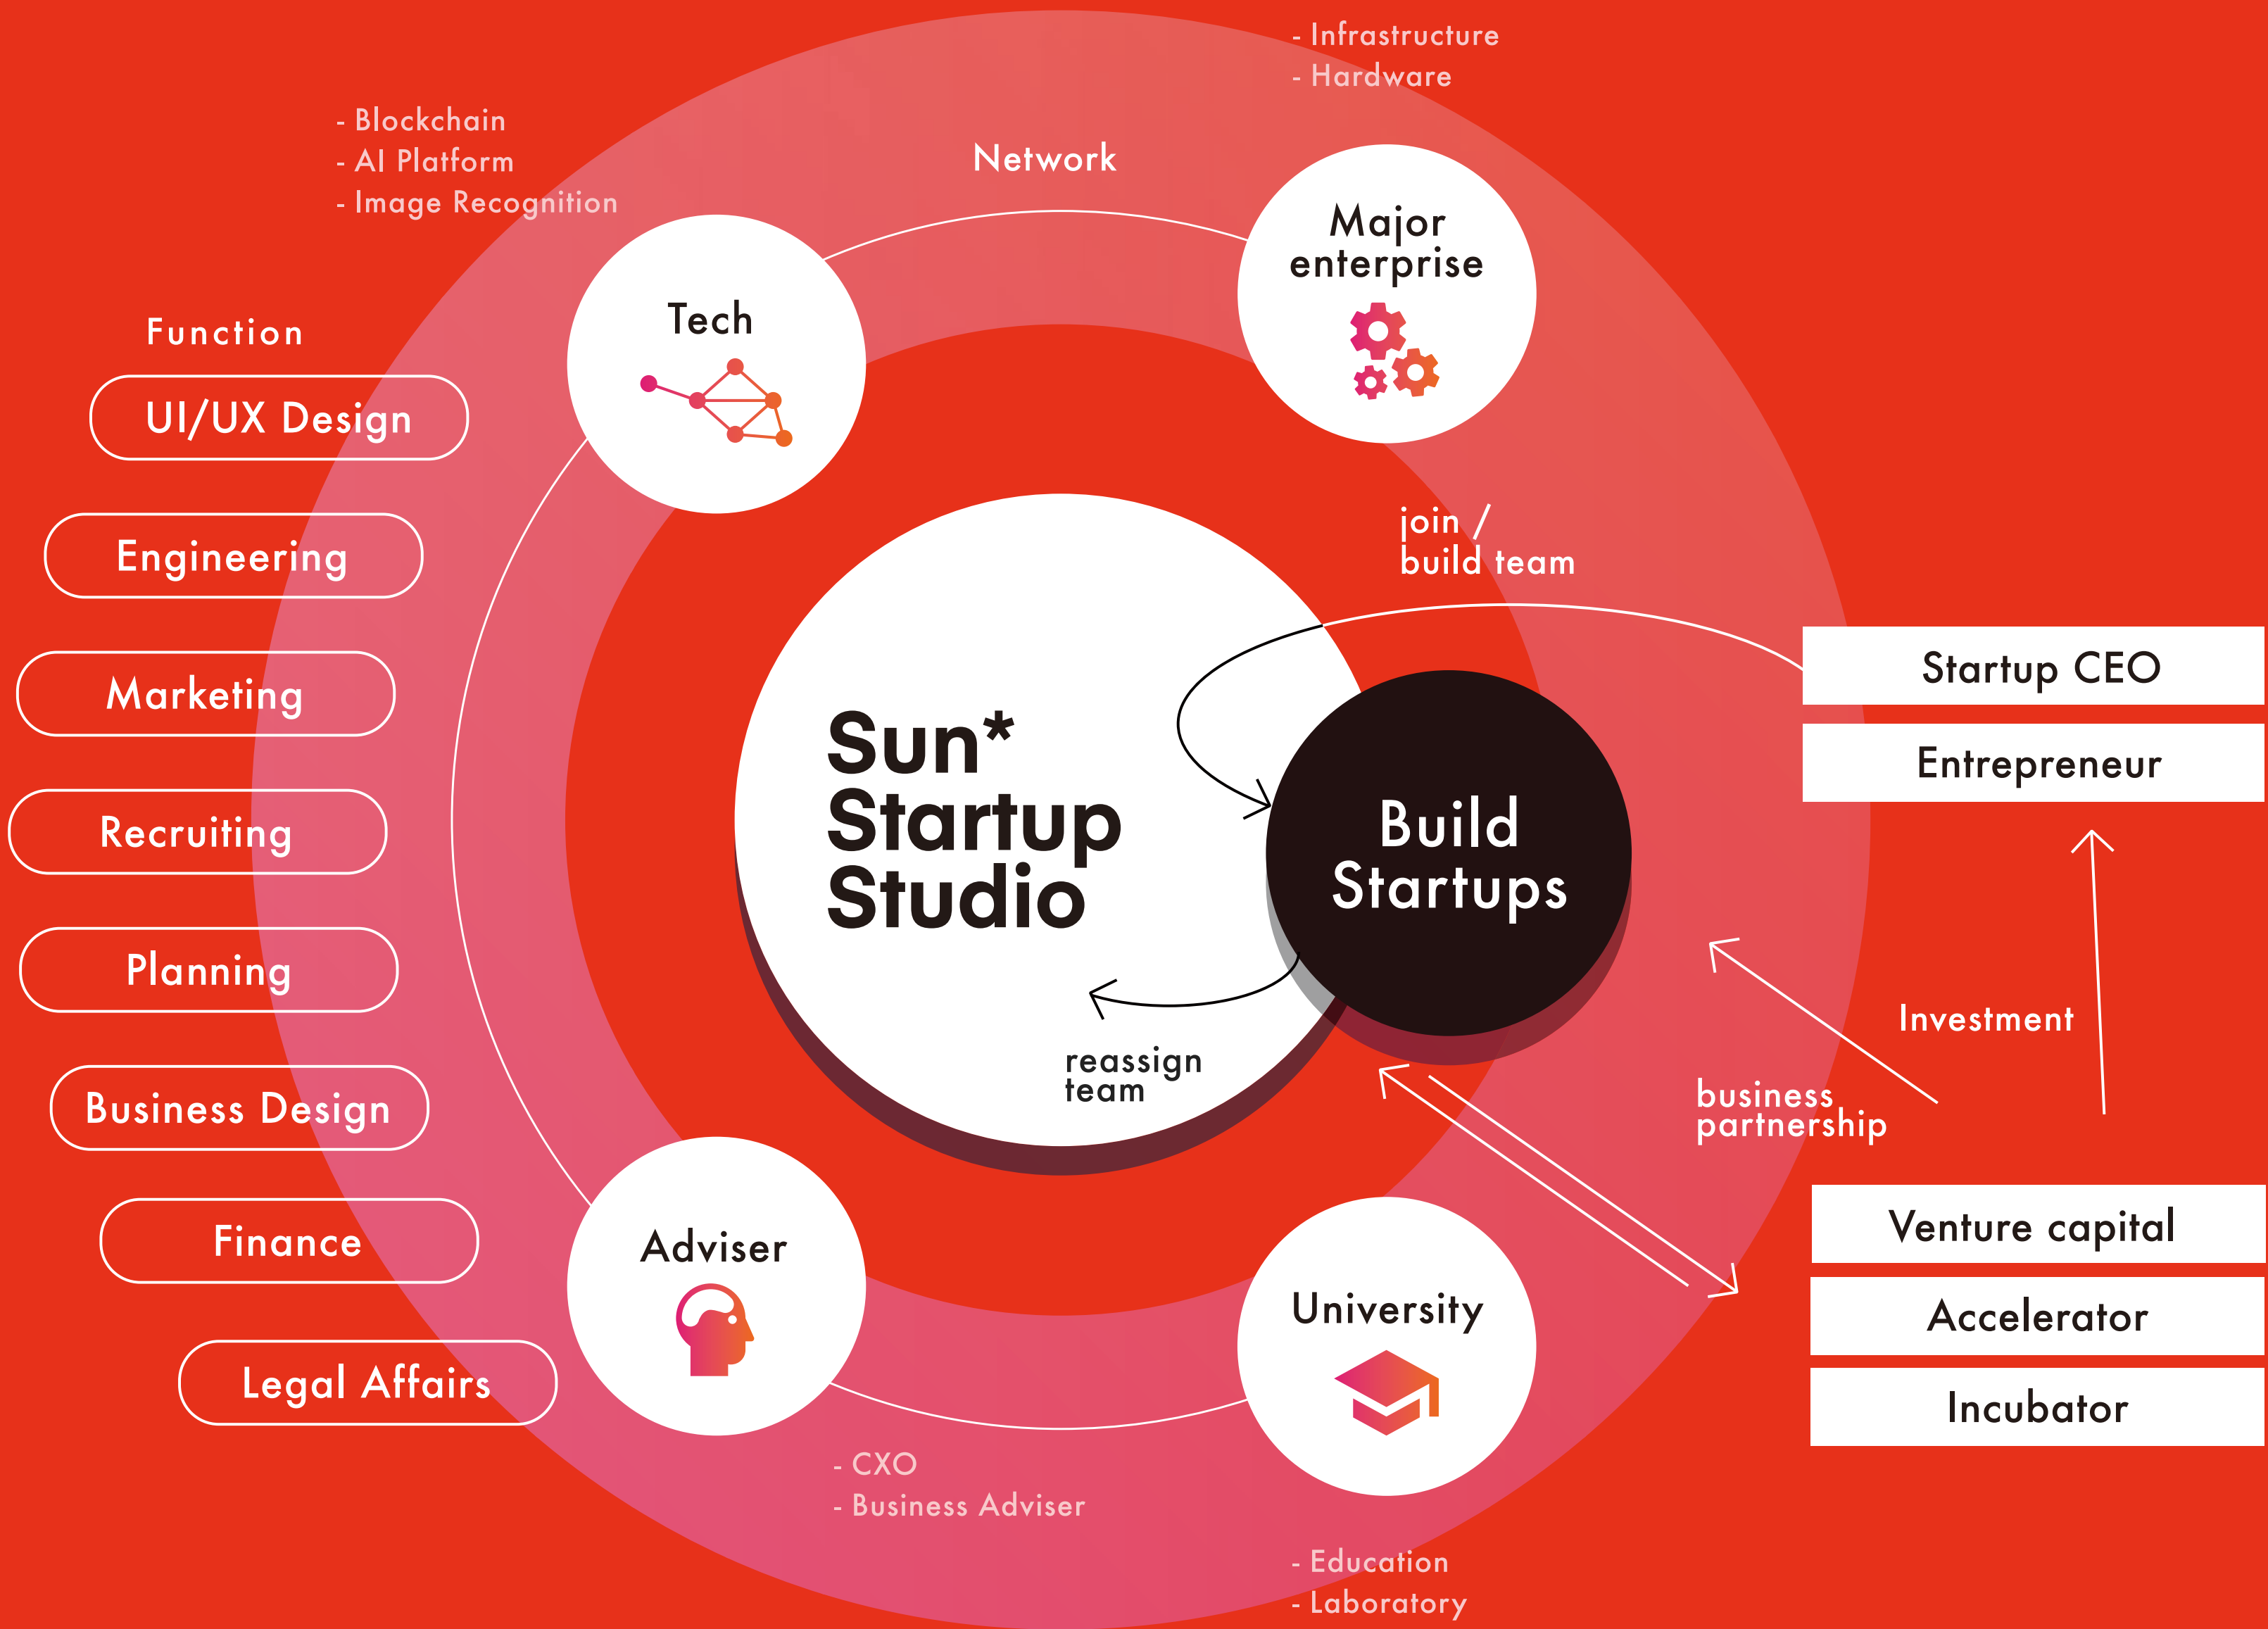 - Infrastructure
- Hardware
- Blockchain
- AI Platform
- Image Recognition
Network
Major
enterprise
Tech
Function
UI/UX Design
Engineering
Marketing
Recruiting
Planning
Business Design
Finance
Legal Affairs
join /
build team
Startup CEO
Entrepreneur
Sun*
Startup
Studio
Build
Startups
reassign
team
Investment
business
partnership
Venture capital
Accelerator
Incubator
Adviser
University
- CXO
- Business Adviser
- Education
- Laboratory